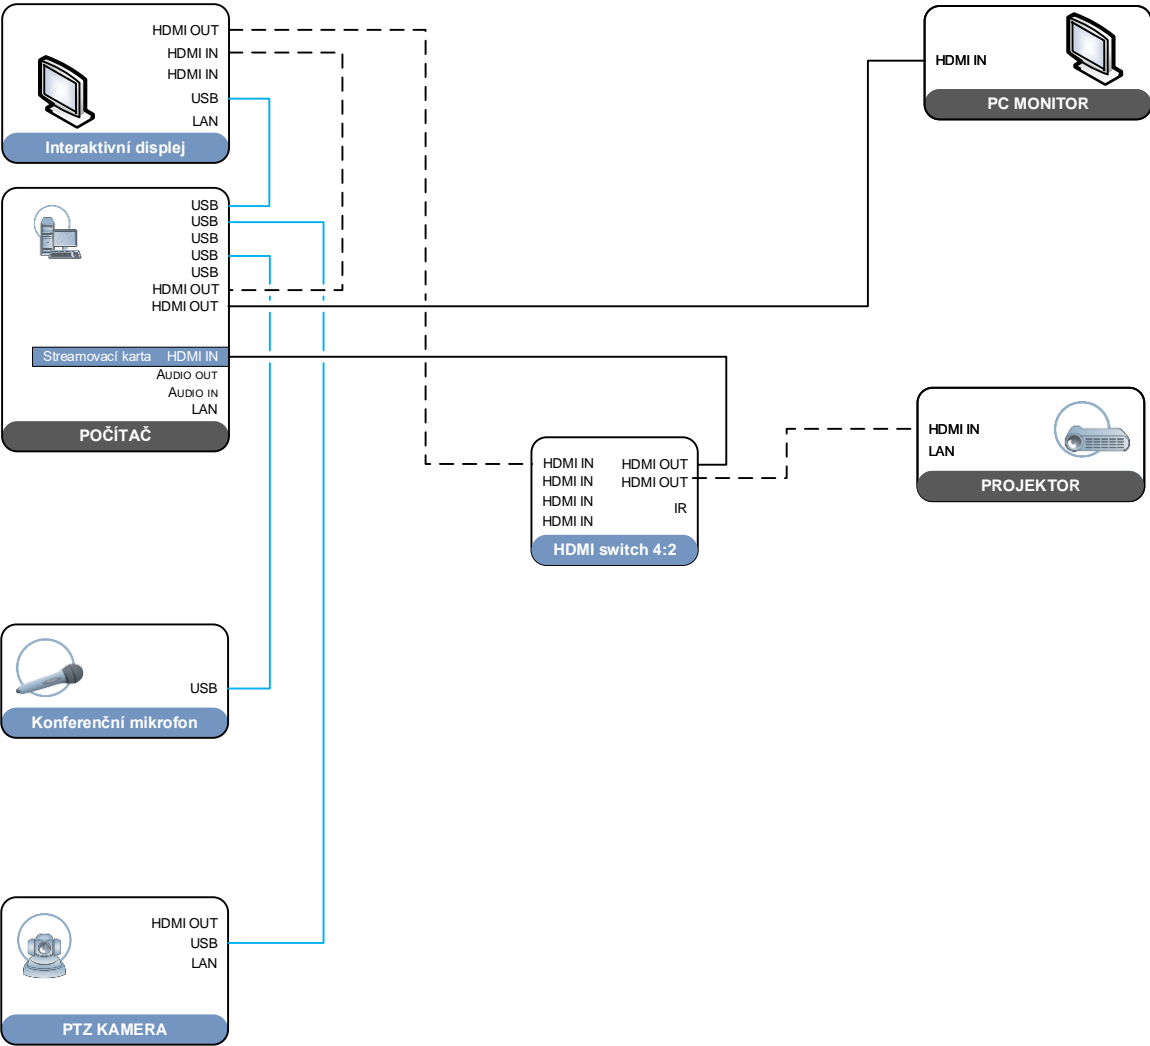 HDMI OUT
HDMI IN
HDMI IN
USB
LAN
Interaktivní displej
HDMI IN
PC MONITOR
USB
USB
USB
USB
USB
HDMI OUT
HDMI OUT
Streamovací karta HDMI IN
AUDIO OUT
AUDIO IN
LAN
POČÍTAČ
HDMI IN
LAN
PROJEKTOR
HDMI IN HDMI OUT
HDMI IN HDMI OUT
HDMI IN
IR
HDMI IN
HDMI switch 4:2
USB
Konferenční mikrofon
HDMI OUT
USB
LAN
PTZ KAMERA